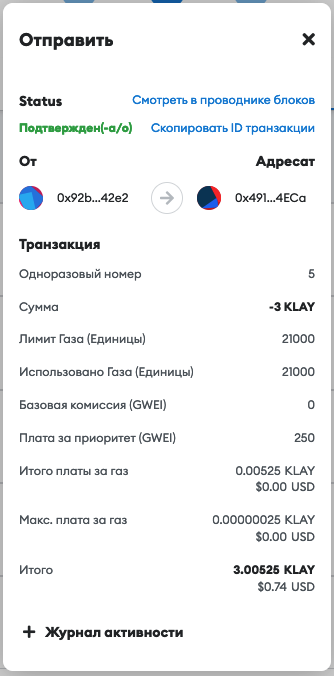 Отправить
Status Смотреть в проводнике блоков
Подтвержден(-а/о) Скопировать ID транзакции
От Адресат
0x92b...42e2 0x491...4ECa
Транзакция
Одноразовый номер 5
Сумма -3 KLAY
Лимит Газа (Единицы) 21000
Использовано Газа (Единицы) 21000
Базовая комиссия (GWEI) 0
Плата за приоритет (GWEI) 250
Итого платы за газ 0.00525 KLAY
$0.00 USD
Макс. плата за газ 0.00000025 KLAY
$0.00 USD
Итого 3.00525 KLAY
$0.74 USD
+ Журнал активности